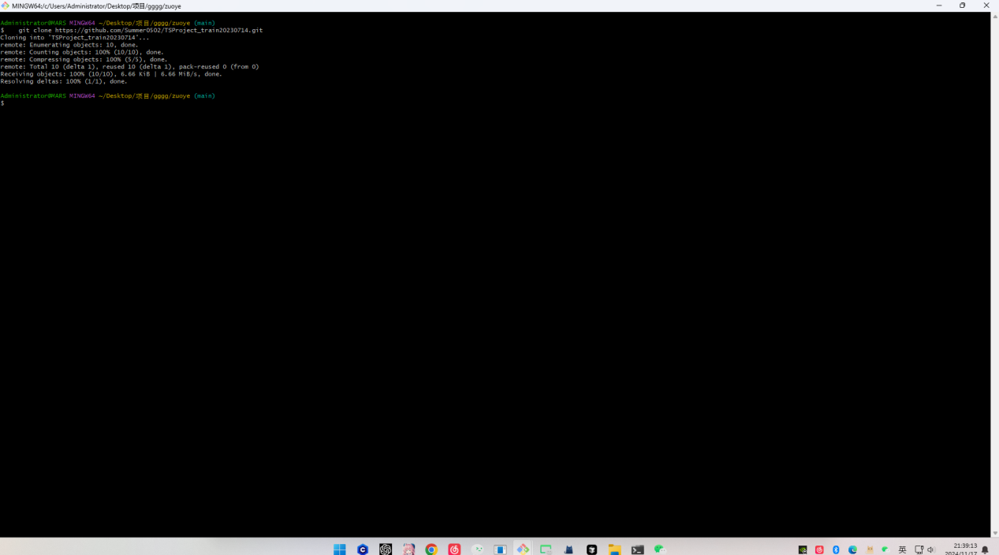 MINGW64:/c/Users/Administrator/Desktop/项目/gggg/zuoye
Administrator@MARS MINGW64 ~/Desktop/项目/gggg/zuoye (main)
$    git clone https://github.com/Summer0502/TSProject_train20230714.git
Cloning into 'TSProject_train20230714'...
remote: Enumerating objects: 10, done.
remote: Counting objects: 100% (10/10), done.
remote: Compressing objects: 100% (5/5), done.
remote: Total 10 (delta 1), reused 10 (delta 1), pack-reused 0 (from 0)
Receiving objects: 100% (10/10), 6.66 KiB | 6.66 MiB/s, done.
Resolving deltas: 100% (1/1), done.
Administrator@MARS MINGW64 ~/Desktop/项目/gggg/zuoye (main)
$
英
21:39:13
2024/11/17